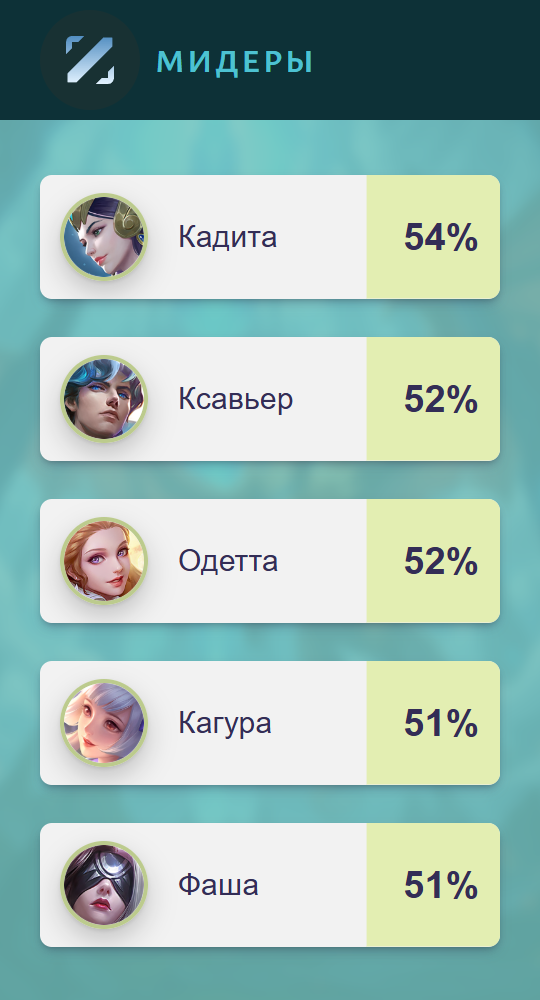 МИДЕРЫ
Кадита 54%
Ксавьер 52%
Одетта 52%
Кагура 51%
Фаша 51%